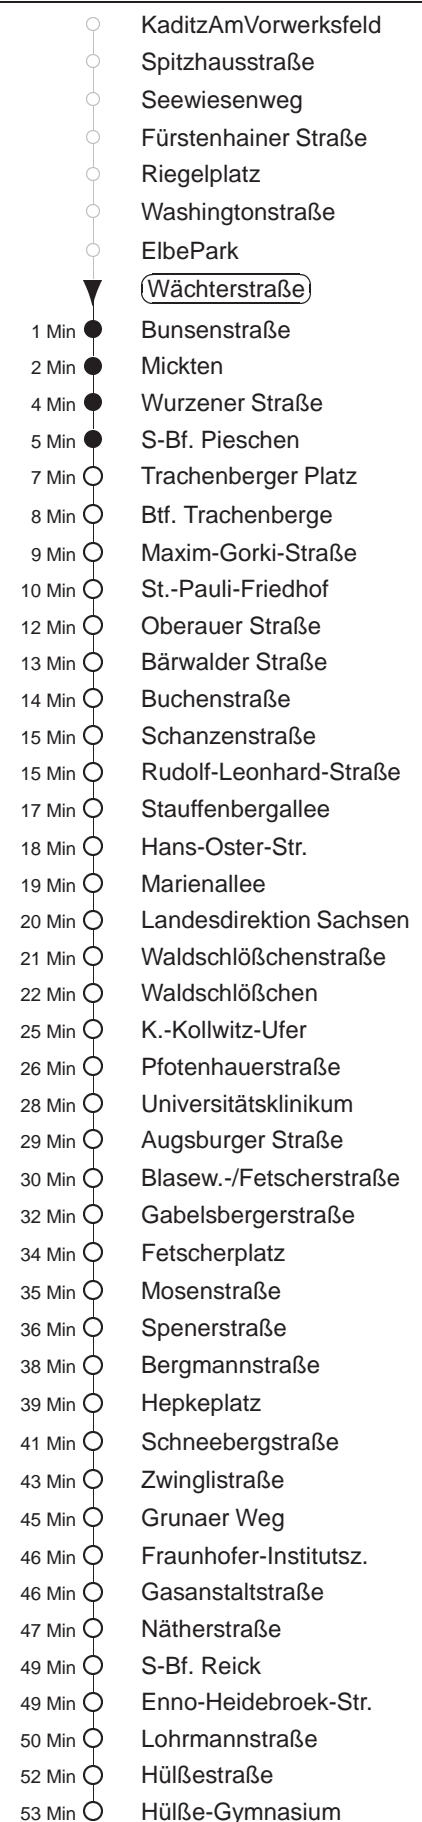 KaditzAmVorwerksfeld
Spitzhausstraße
Seewiesenweg
Fürstenhainer Straße
Riegelplatz
Washingtonstraße
ElbePark
Wächterstraße
1 Min Bunsenstraße
2 Min Mickten
4 Min Wurzener Straße
5 Min S-Bf. Pieschen
7 Min Trachenberger Platz
8 Min Btf. Trachenberge
9 Min Maxim-Gorki-Straße
10 Min St.-Pauli-Friedhof
12 Min Oberauer Straße
13 Min Bärwalder Straße
14 Min Buchenstraße
15 Min Schanzenstraße
15 Min Rudolf-Leonhard-Straße
17 Min Stauffenbergallee
18 Min Hans-Oster-Str.
19 Min Marienallee
20 Min Landesdirektion Sachsen
21 Min Waldschlößchenstraße
22 Min Waldschlößchen
25 Min K.-Kollwitz-Ufer
26 Min Pfotenhauerstraße
28 Min Universitätsklinikum
29 Min Augsburger Straße
30 Min Blasew.-/Fetscherstraße
32 Min Gabelsbergerstraße
34 Min Fetscherplatz
35 Min Mosenstraße
36 Min Spenerstraße
38 Min Bergmannstraße
39 Min Hepkeplatz
41 Min Schneebergstraße
43 Min Zwinglistraße
45 Min Grunaer Weg
46 Min Fraunhofer-Institutsz.
46 Min Gasanstaltstraße
47 Min Nätherstraße
49 Min S-Bf. Reick
49 Min Enno-Heidebroek-Str.
50 Min Lohrmannstraße
52 Min Hülßestraße
53 Min Hülße-Gymnasium